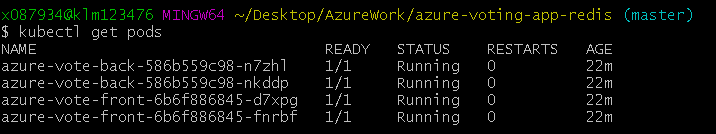 x087934@klm123476 MINGW64 ~/Desktop/AzureWork/azure-voting-app-redis (master)
$ kubectl get pods
NAME READY STATUS RESTARTS AGE
azure-vote-back-586b559c98-n7zhl 1/1 Running 0 22m
azure-vote-back-586b559c98-nkddp 1/1 Running 0 22m
azure-vote-front-6b6f886845-d7xpg 1/1 Running 0 22m
azure-vote-front-6b6f886845-fnrbf 1/1 Running 0 22m